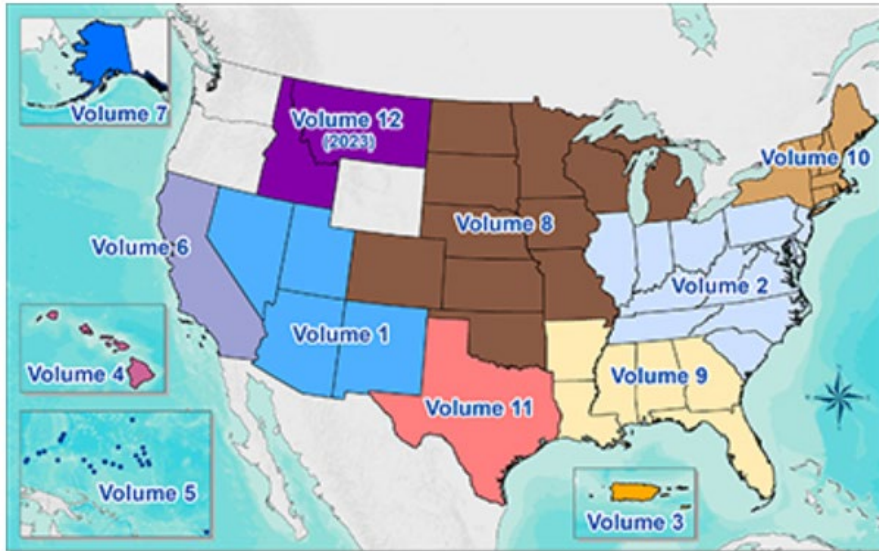 Volume 7
Volume 12
(2023)
Volume 10
Volume 6
Volume 8
Volume 2
Volume 1
Volume 4
Volume 9
Volume 11
Volume 5
Volume 3